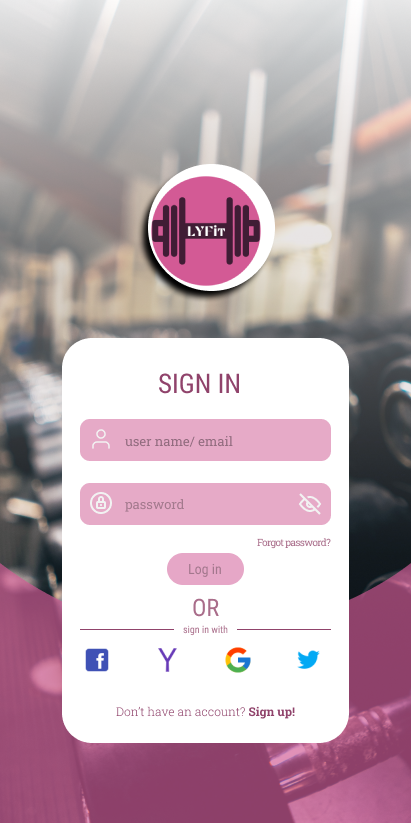 LYFiT
SIGN IN
user name/ email
password
Forgot password?
Log in
OR
sign in with
Don't have an account? Sign up!